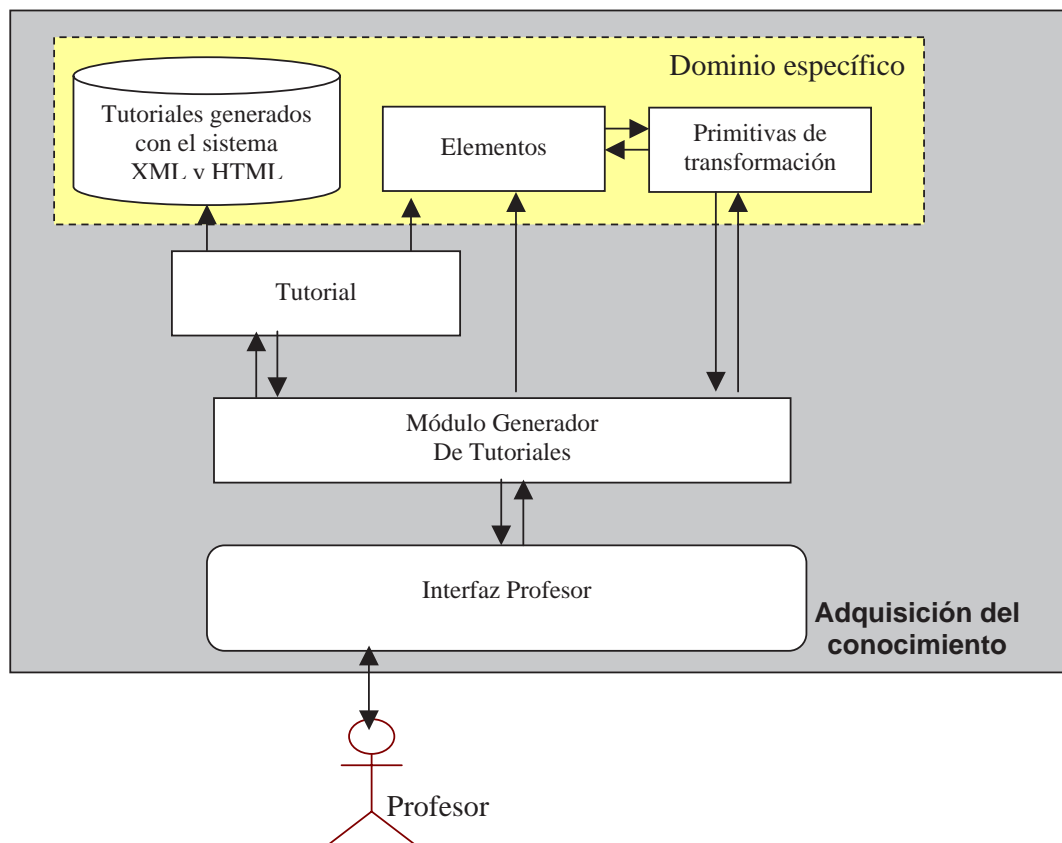 Dominio específico
Tutoriales generados
con el sistema
XML y HTML
Elementos
Primitivas de
transformación
Tutorial
Módulo Generador
De Tutoriales
Interfaz Profesor
Adquisición del
conocimiento
Profesor